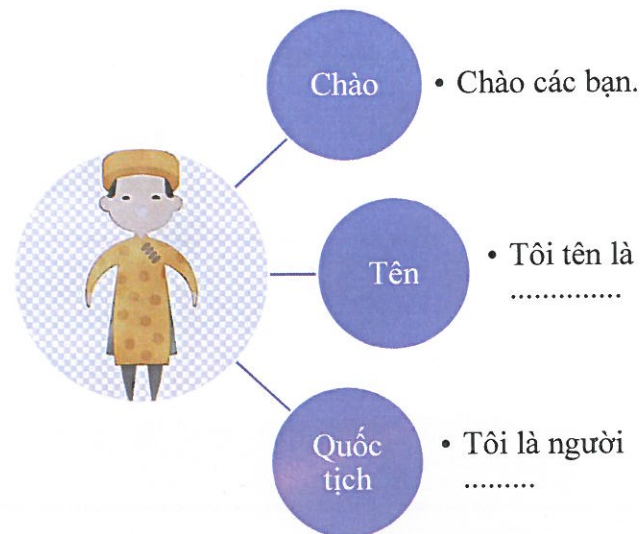 Chào
• Chào các bạn.
Tên
• Tôi tên là
..............
Quốc
tịch
• Tôi là người
.........